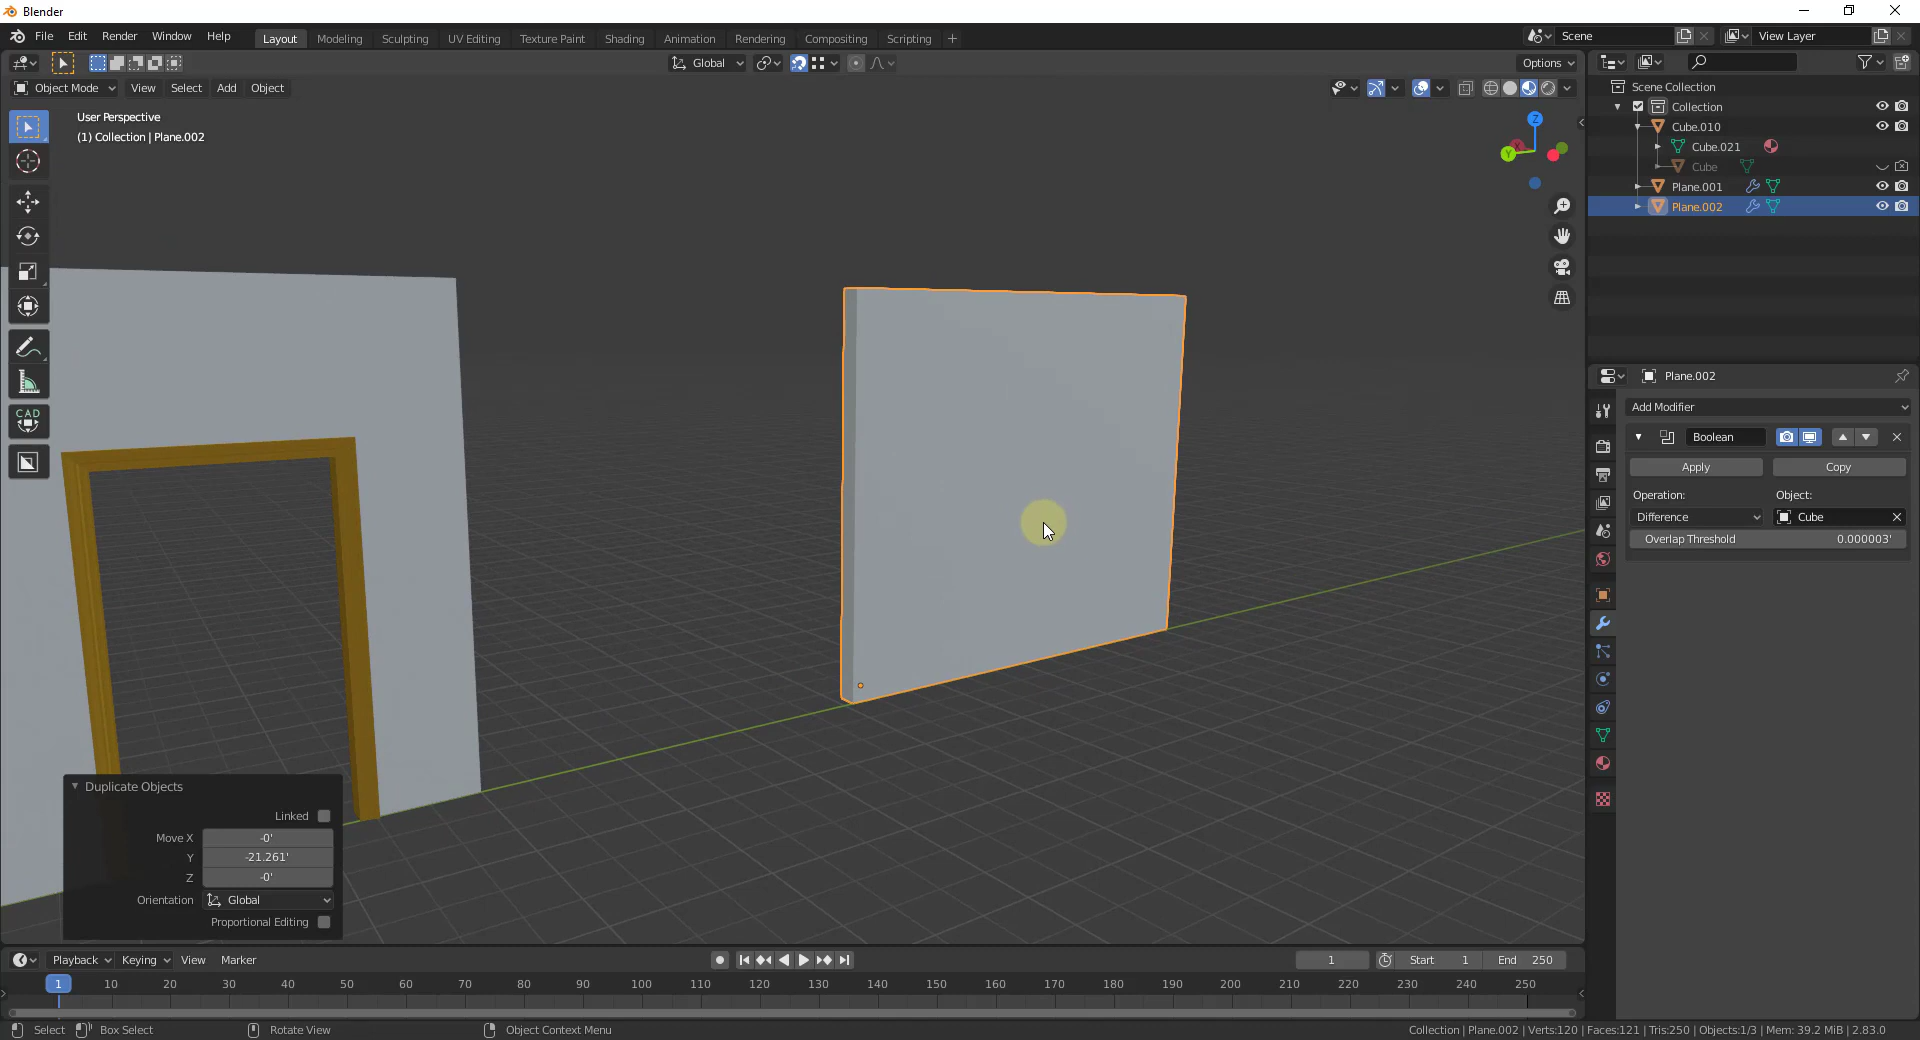 Blender
File Edit Render Window Help
Layout Modeling Sculpting UV Editing Texture Paint Shading Animation Rendering Compositing Scripting
Scene
View Layer
Global
Options
Object Mode View Select Add Object
User Perspective
(1) Collection | Plane.002
Z
Y
CAD
Scene Collection
Collection
Cube.010
Cube.021
Cube
Plane.001
Plane.002
Plane.002
Add Modifier
Boolean
Apply Copy
Operation: Object:
Difference Cube
Overlap Threshold 0.000003'
Duplicate Objects
Linked
Move X -0'
Y -21.261'
Z -0'
Orientation Global
Proportional Editing
Playback Keying View Marker
1 Start 1 End 250
1 10 20 30 40 50 60 70 80 90 100 110 120 130 140 150 160 170 180 190 200 210 220 230 240 250
Select Box Select Rotate View Object Context Menu
Collection | Plane.002 | Verts:120 | Faces:121 | Tris:250 | Objects:1/3 | Mem: 39.2 MiB | 2.83.0